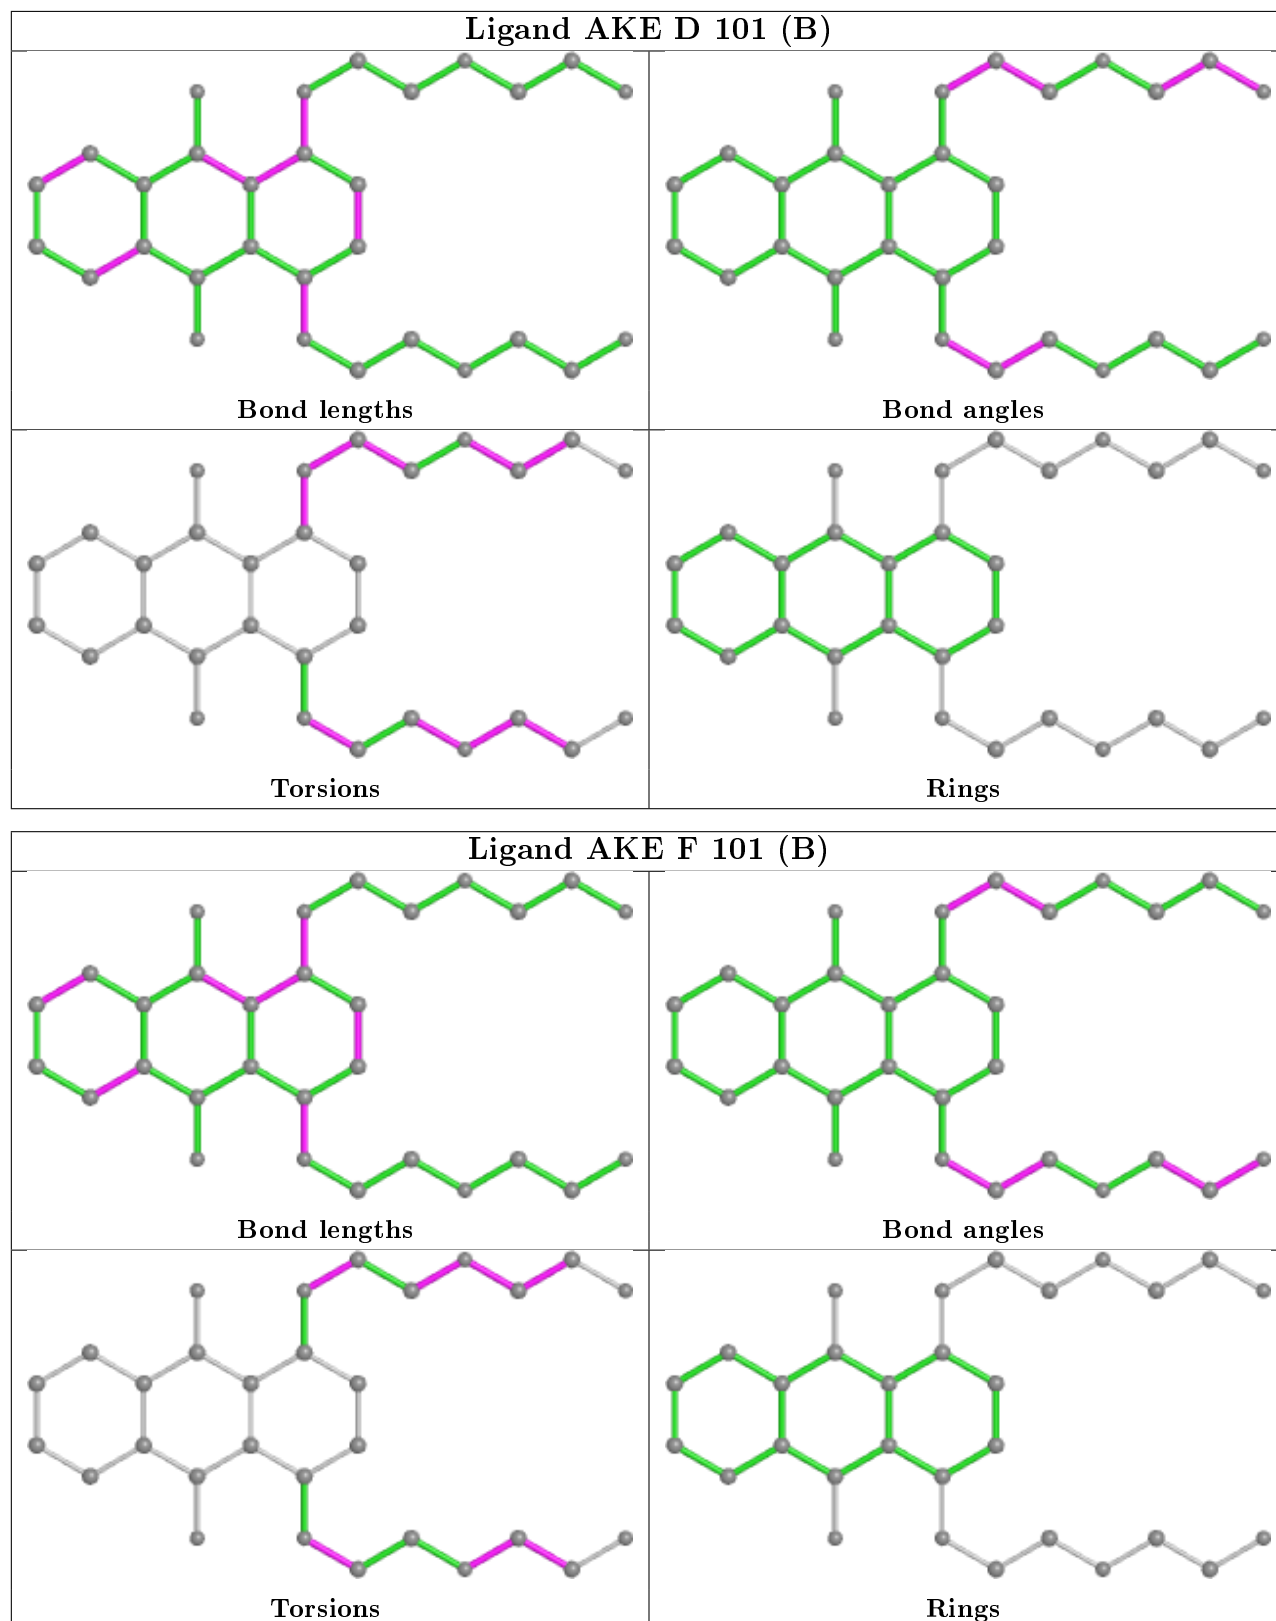 Ligand AKE D 101 (B)
Bond lengths
Bond angles
Torsions
Rings
Ligand AKE F 101 (B)
Bond lengths
Bond angles
Torsions
Rings